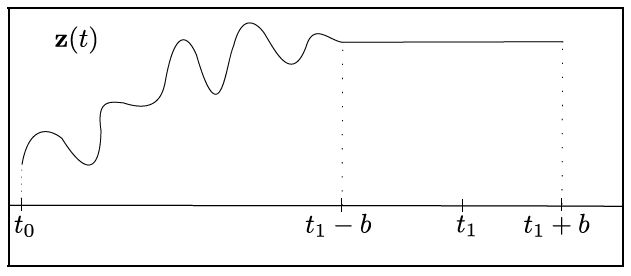 z(t)
t₀ t₁ − b t₁ t₁ + b